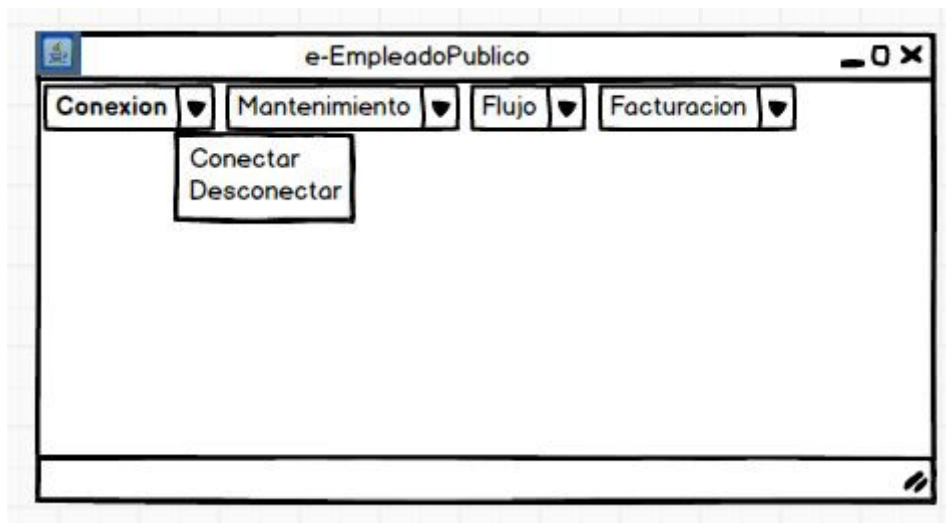 e-EmpleadoPublico
Conexion Mantenimiento Flujo Facturacion
Conectar
Desconectar